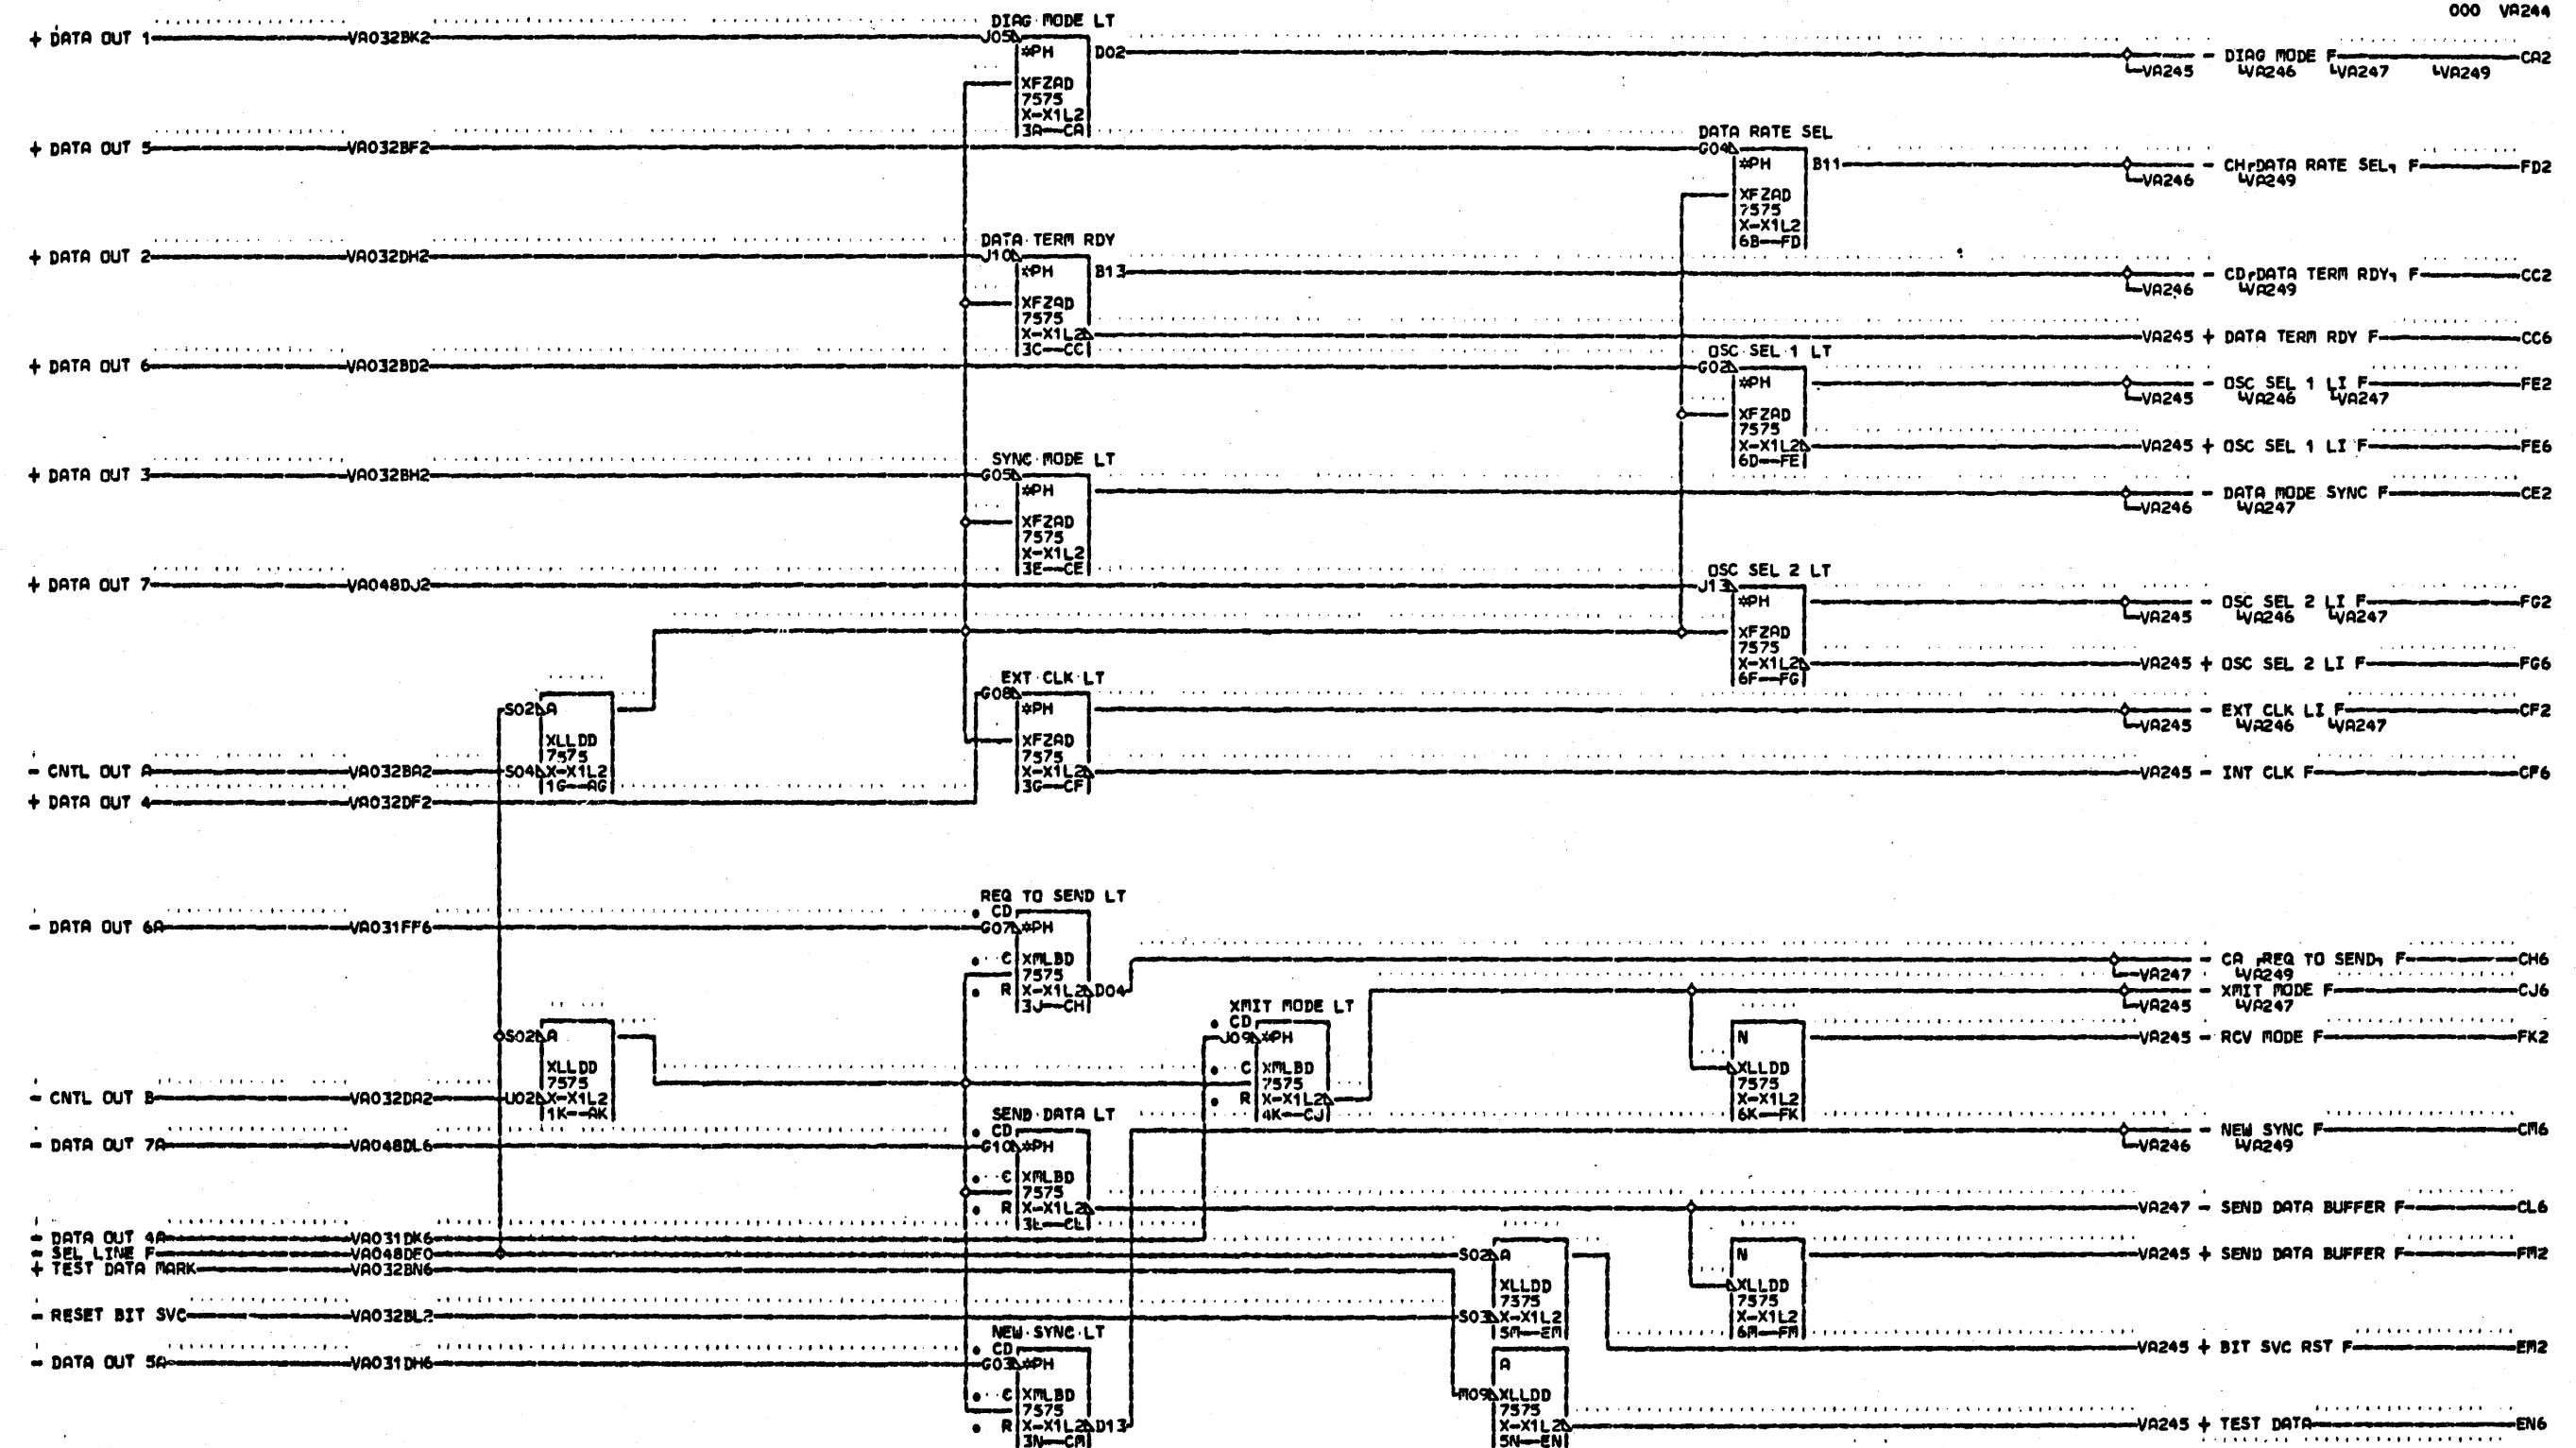 000 VA244
DIAG MODE LT
+ DATA OUT 1 VA032BK2 J05 *PH D02 - DIAG MODE F CA2
VA245 VA246 VA247 VA249
XFZAD
7575
X-X1L2
3A CA
DATA RATE SEL
+ DATA OUT 5 VA032BF2 G04 *PH B11 - CH DATA RATE SEL, F FD2
VA246 VA249
XFZAD
7575
X-X1L2
6B FD
DATA TERM RDY
+ DATA OUT 2 VA032DH2 J10 *PH B13 - CD DATA TERM RDY, F CC2
VA246 VA249
XFZAD
7575
X-X1L2 VA245 + DATA TERM RDY F CC6
3C CC
OSC SEL 1 LT
+ DATA OUT 6 VA032BD2 G02 *PH - OSC SEL 1 LI F FE2
VA245 VA246 VA247
XFZAD
7575
X-X1L2 VA245 + OSC SEL 1 LI F FE6
6D FE
SYNC MODE LT
+ DATA OUT 3 VA032BH2 G05 *PH - DATA MODE SYNC F CE2
VA246 VA247
XFZAD
7575
X-X1L2
3E CE
OSC SEL 2 LT
+ DATA OUT 7 VA048DJ2 J13 *PH - OSC SEL 2 LI F FG2
VA245 VA246 VA247
XFZAD
7575
X-X1L2 VA245 + OSC SEL 2 LI F FG6
6F FG
EXT CLK LT
G08 *PH - EXT CLK LI F CF2
VA245 VA246 VA247
S02 A
XLLDD XFZAD
7575 7575
- CNTL OUT A VA032BA2 S04 X-X1L2 X-X1L2 VA245 - INT CLK F CF6
1G AG 3G CF
+ DATA OUT 4 VA032DF2
REQ TO SEND LT
CD
- DATA OUT 6A VA031FF6 G07 *PH
C XMLBD - CA REQ TO SEND, F CH6
7575 VA247 VA249
R X-X1L2 D04 - XMIT MODE F CJ6
3J CH XMIT MODE LT VA245 VA247
CD
S02 A J09 *PH N VA245 - RCV MODE F FK2
XLLDD C XMLBD XLLDD
7575 7575 7575
- CNTL OUT B VA032DA2 U02 X-X1L2 R X-X1L2 X-X1L2
1K AK SEND DATA LT 4K CJ 6K FK
CD - NEW SYNC F CM6
- DATA OUT 7A VA048DL6 G10 *PH VA246 VA249
C XMLBD
7575
R X-X1L2 VA247 - SEND DATA BUFFER F CL6
3L CL
- DATA OUT 4A VA031DK6
- SEL LINE F VA048DE0 S02 A N VA245 + SEND DATA BUFFER F FM2
+ TEST DATA MARK VA032BN6
XLLDD XLLDD
7575 7575
- RESET BIT SVC VA032BL2 S03 X-X1L2 X-X1L2
5M EM 6M FM
NEW SYNC LT
CD VA245 + BIT SVC RST F EM2
- DATA OUT 5A VA031DH6 G03 *PH A
C XMLBD M09 XLLDD
7575 7575
R X-X1L2 D13 X-X1L2 VA245 + TEST DATA EN6
3N CM 5N EN